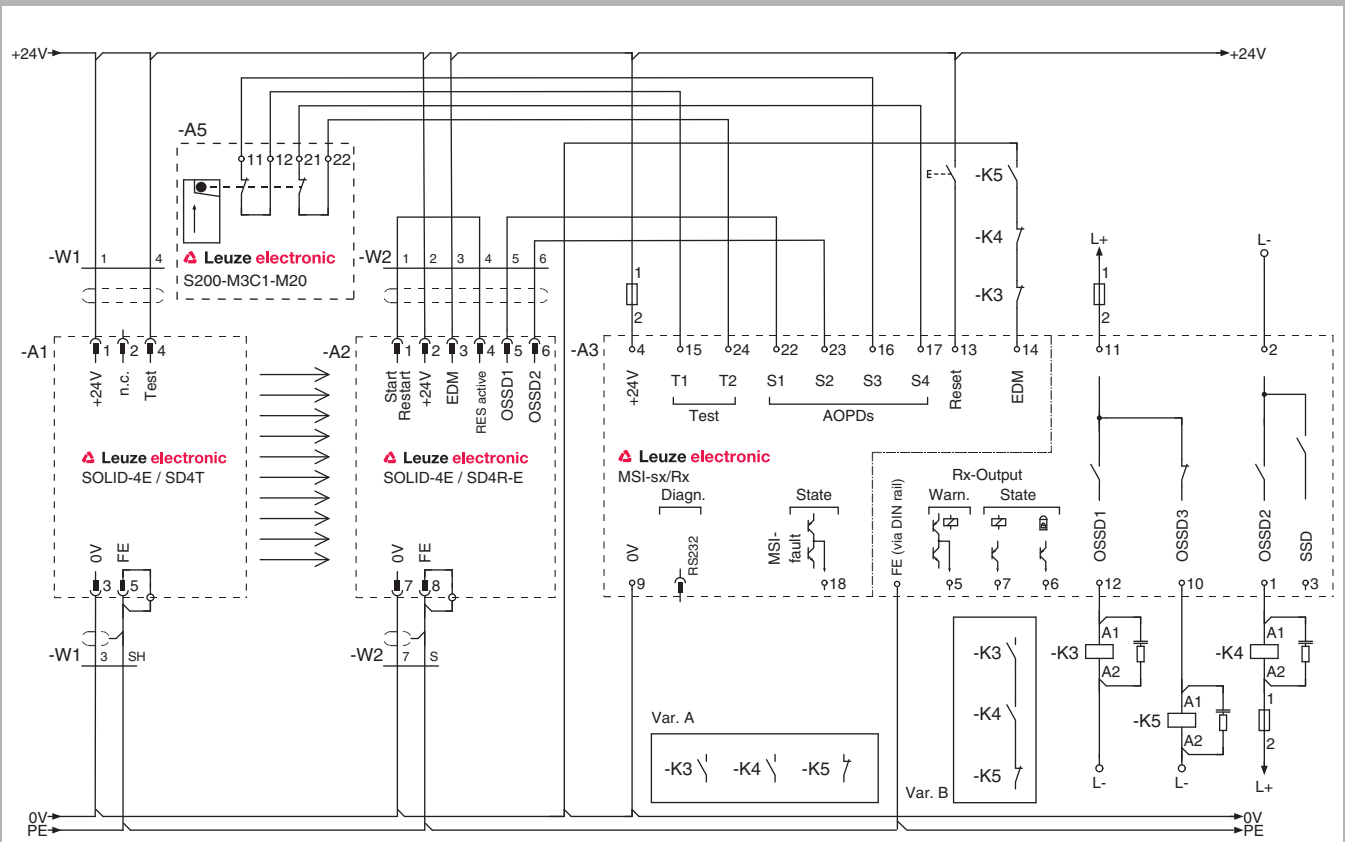 +24V
+24V
-A5
11 12 21 22
Leuze electronic
S200-M3C1-M20
E
-K5
-K4
-K3
L+
L-
-W1 1 4
-W2 1 2 3 4 5 6
1
2
1
2
-A1 1 2 4
+24V
n.c.
Test
Leuze electronic
SOLID-4E / SD4T
0V
FE
3 5
-W1 3 SH
-A2 1 2 3 4 5 6
Start
Restart
+24V
EDM
RES active
OSSD1
OSSD2
Leuze electronic
SOLID-4E / SD4R-E
0V
FE
7 8
-W2 7 S
-A3 4 15 24 22 23 16 17 13 14 11 2
+24V
T1 T2 S1 S2 S3 S4
Reset
EDM
Test
AOPDs
Leuze electronic
MSI-sx/Rx
Diagn.
State
Rx-Output
Warn. State
0V
RS232
MSI-
fault
FE (via DIN rail)
OSSD1
OSSD3
OSSD2
SSD
9 18 5 7 6 12 10 1 3
-K3 A1
A2
-K4 A1
A2
-K5 A1
A2
1
2
L-
L-
L+
Var. A
-K3 -K4 -K5
Var. B
-K3
-K4
-K5
0V
PE
0V
PE